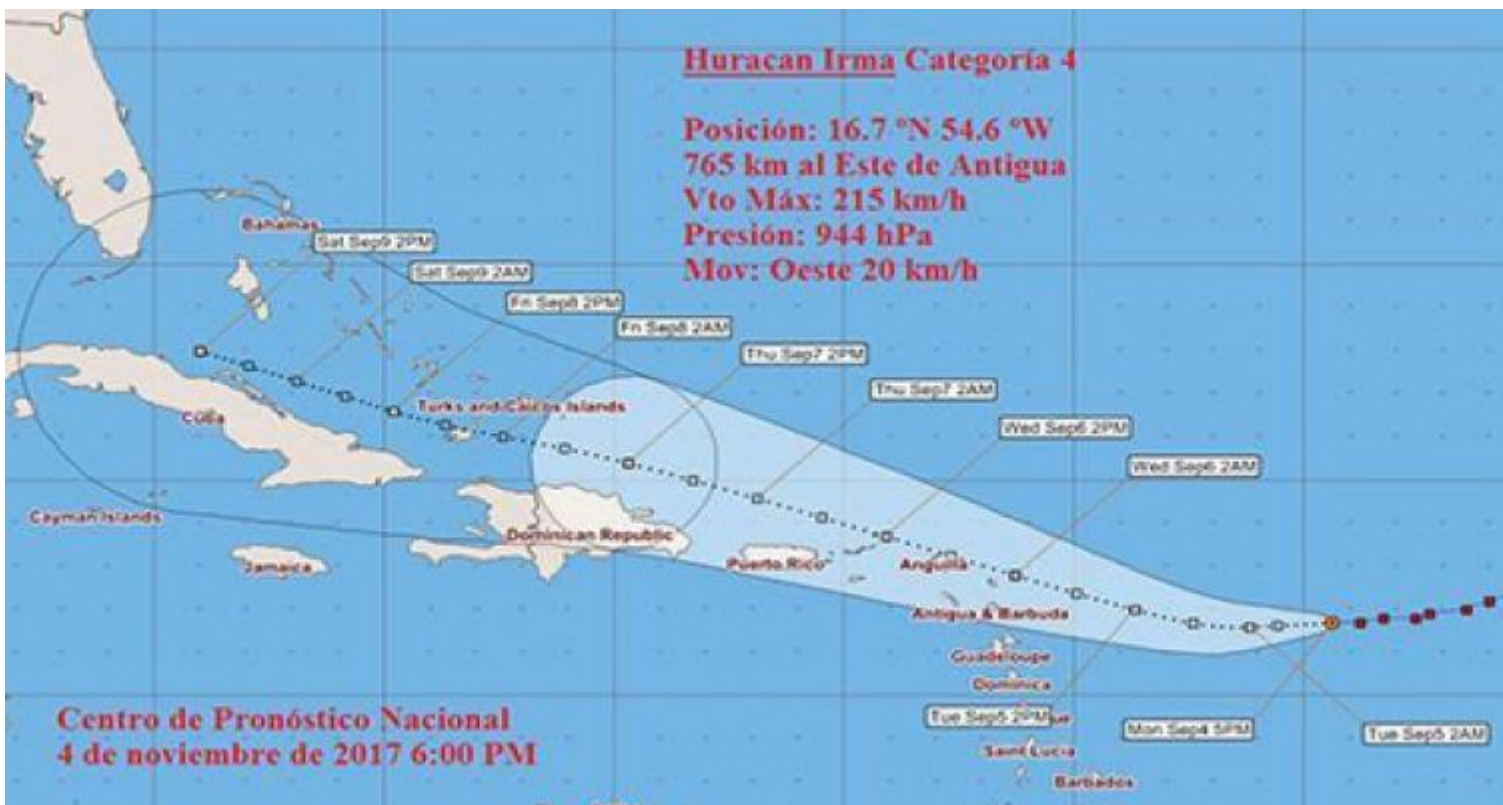 Huracan Irma Categoría 4
Posición: 16.7 ºN 54.6 ºW
765 km al Este de Antigua
Vto Máx: 215 km/h
Presión: 944 hPa
Mov: Oeste 20 km/h
Bahamas
Sat Sep9 2PM
Sat Sep9 2AM
Fri Sep8 2PM
Fri Sep8 2AM
Thu Sep7 2PM
Thu Sep7 2AM
Wed Sep6 2PM
Wed Sep6 2AM
Turks and Caicos Islands
Cuba
Cayman Islands
Dominican Republic
Jamaica
Puerto Rico
Anguilla
Antigua & Barbuda
Guadeloupe
Dominica
Tue Sep5 2PM
Mon Sep4 5PM
Tue Sep5 2AM
Saint Lucia
Barbados
Centro de Pronóstico Nacional
4 de noviembre de 2017 6:00 PM